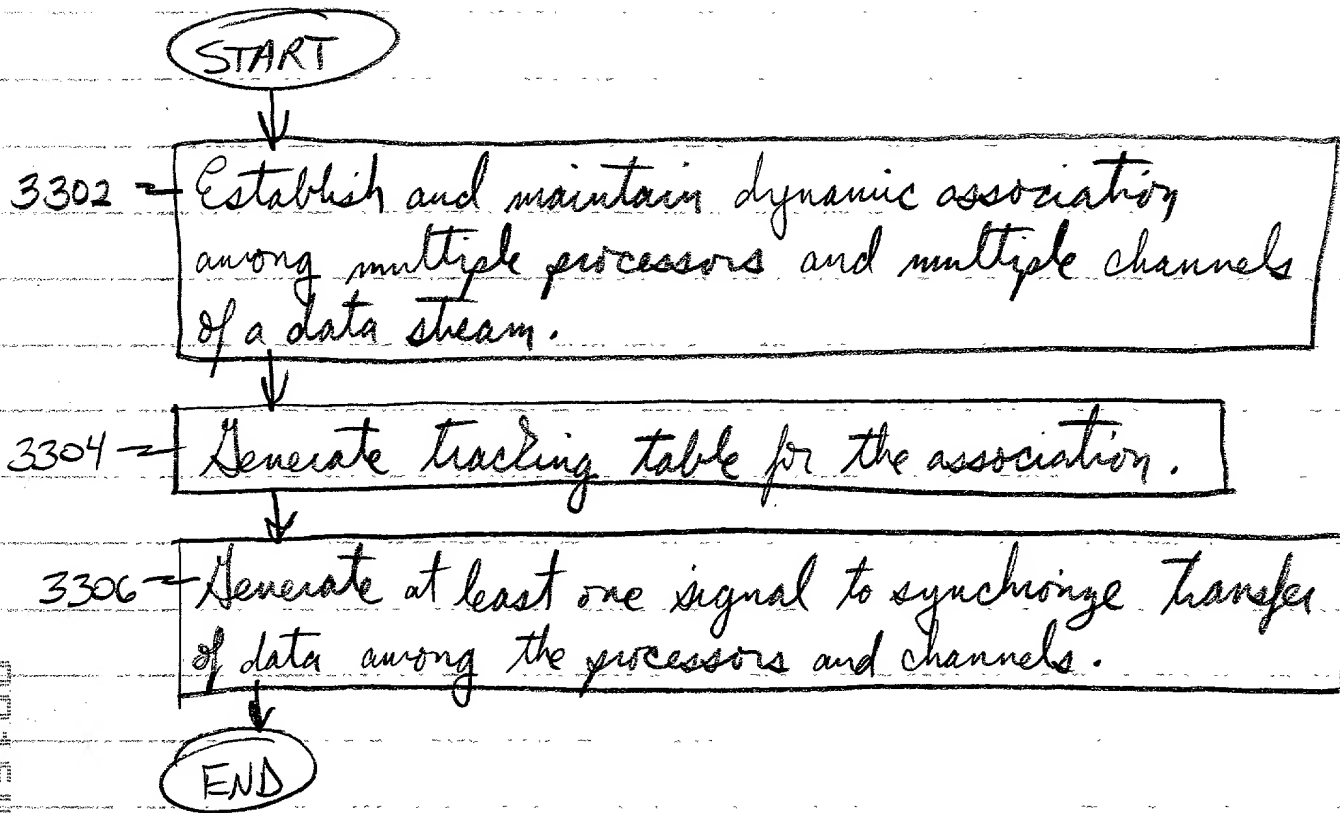 START
3302
Establish and maintain dynamic association
among multiple processors and multiple channels
of a data stream.
3304
Generate tracking table for the association.
3306
Generate at least one signal to synchronze transfer
of data among the processors and channels.
END